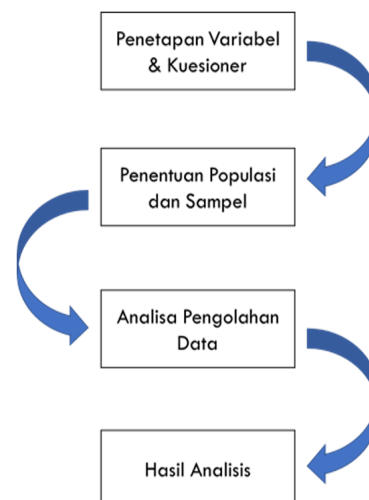 Penetapan Variabel
& Kuesioner
Penentuan Populasi
dan Sampel
Analisa Pengolahan
Data
Hasil Analisis